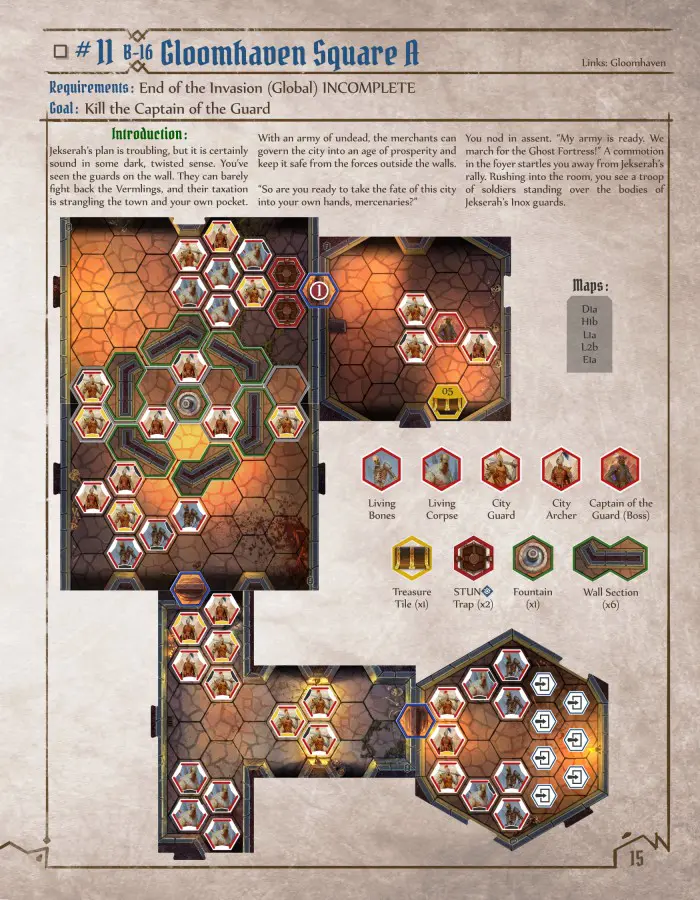 #11 B-16 Gloomhaven Square A
Links: Gloomhaven
Requirements: End of the Invasion (Global) INCOMPLETE
Goal: Kill the Captain of the Guard
Introduction:
Jekserah's plan is troubling, but it is certainly
sound in some dark, twisted sense. You've
seen the guards on the wall. They can barely
fight back the Vermlings, and their taxation
is strangling the town and your own pocket.
With an army of undead, the merchants can
govern the city into an age of prosperity and
keep it safe from the forces outside the walls.
"So are you ready to take the fate of this city
into your own hands, mercenaries?"
You nod in assent. "My army is ready. We
march for the Ghost Fortress!" A commotion
in the foyer startles you away from Jekserah's
rally. Rushing into the room, you see a troop
of soldiers standing over the bodies of
Jekserah's Inox guards.
1
05
Maps:
D1a
H1b
L1a
L2b
E1a
Living
Bones
Living
Corpse
City
Guard
City
Archer
Captain of the
Guard (Boss)
Treasure
Tile (x1)
STUN
Trap (x2)
Fountain
(x1)
Wall Section
(x6)
15